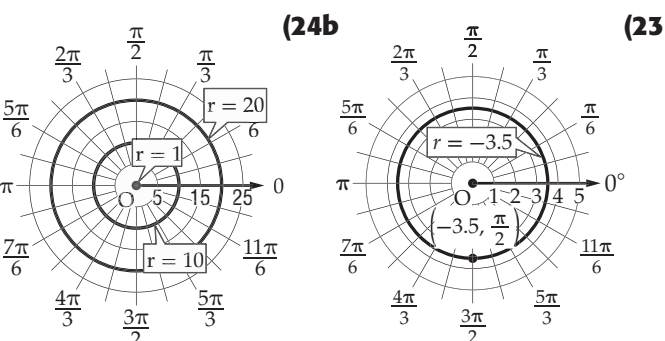 (24b
(23
π/2
2π/3
π/3
5π/6
r = 20
/6
r = 1
π
O 5 15 25 0
r = 10
7π/6
11π/6
4π/3
5π/3
3π/2
π/2
2π/3
π/3
5π/6
π/6
r = −3.5
π
O 1 2 3 4 5 0°
(−3.5, π/2)
7π/6
11π/6
4π/3
5π/3
3π/2